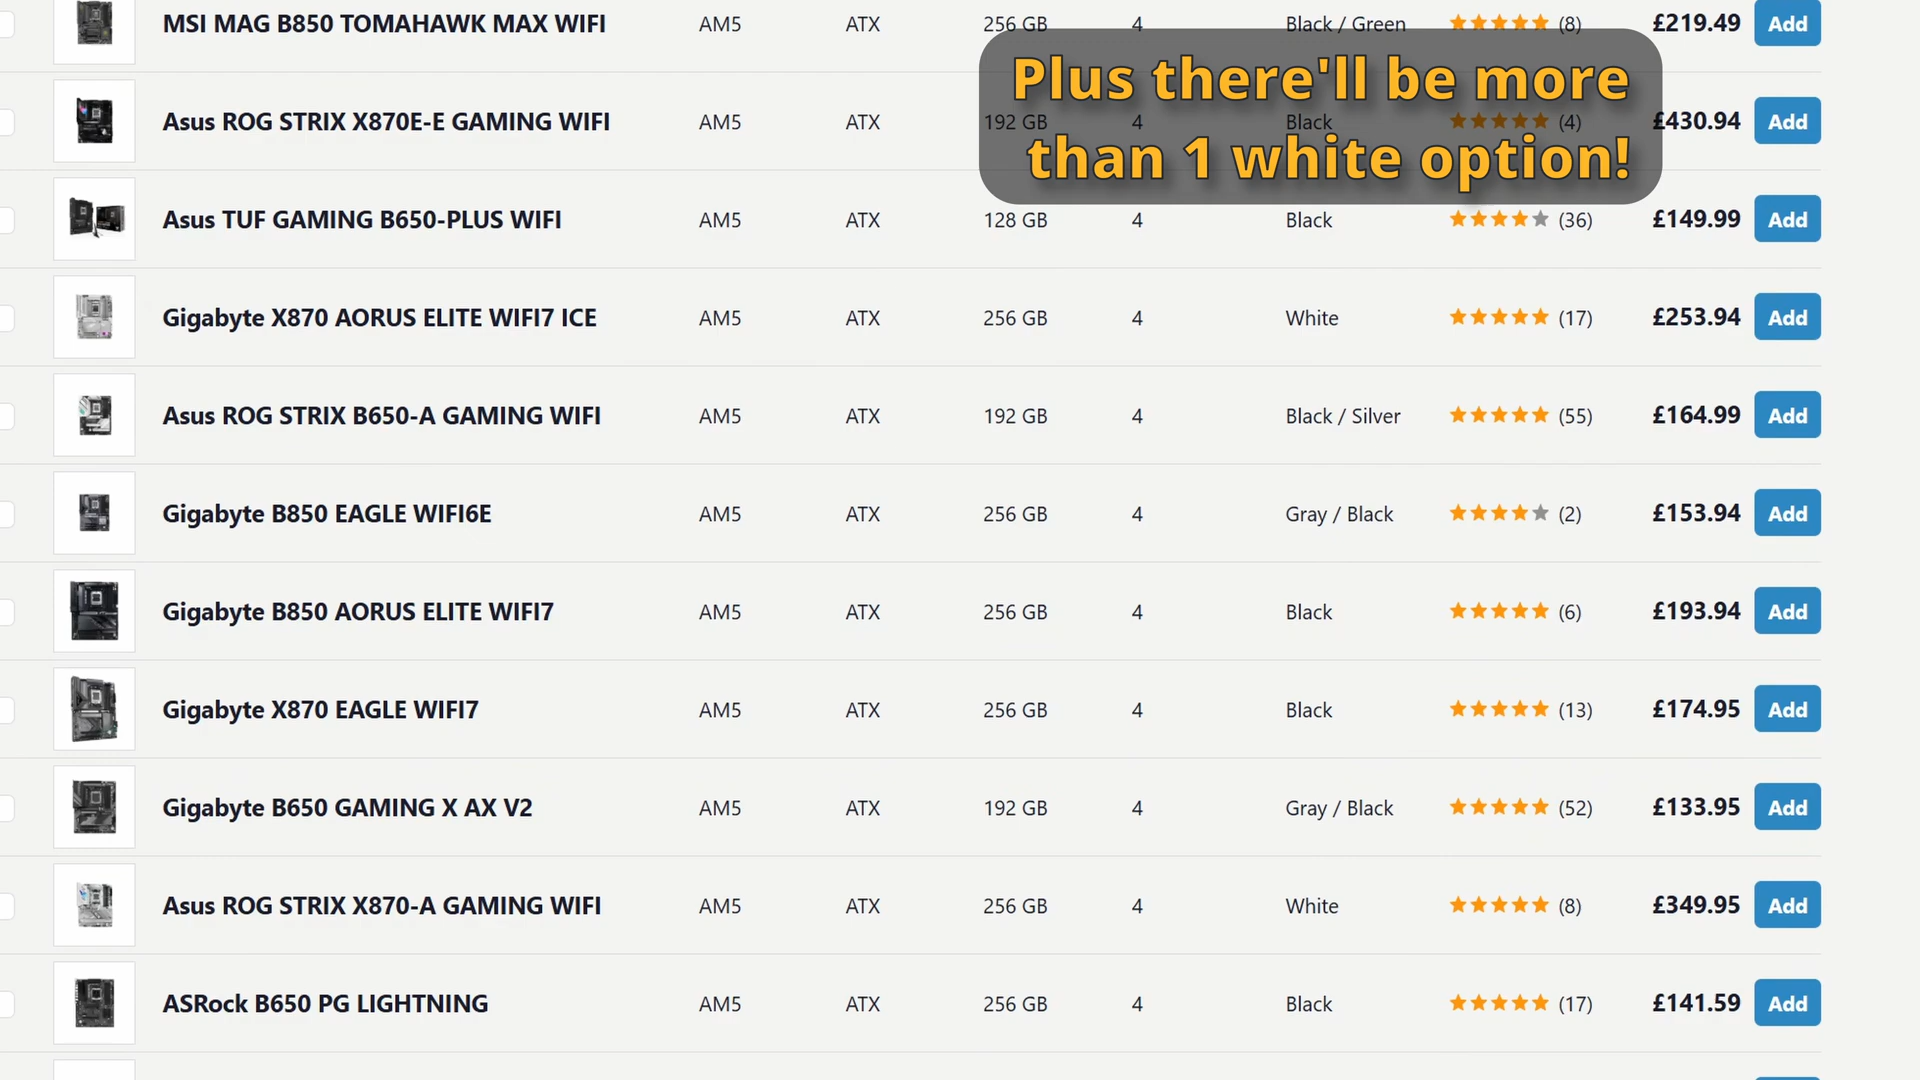 MSI MAG B850 TOMAHAWK MAX WIFI AM5 ATX 256 GB 4 Black / Green (8) £219.49 Add
Plus there'll be more
than 1 white option!
Asus ROG STRIX X870E-E GAMING WIFI AM5 ATX 192 GB 4 Black (4) £430.94 Add
Asus TUF GAMING B650-PLUS WIFI AM5 ATX 128 GB 4 Black (36) £149.99 Add
Gigabyte X870 AORUS ELITE WIFI7 ICE AM5 ATX 256 GB 4 White (17) £253.94 Add
Asus ROG STRIX B650-A GAMING WIFI AM5 ATX 192 GB 4 Black / Silver (55) £164.99 Add
Gigabyte B850 EAGLE WIFI6E AM5 ATX 256 GB 4 Gray / Black (2) £153.94 Add
Gigabyte B850 AORUS ELITE WIFI7 AM5 ATX 256 GB 4 Black (6) £193.94 Add
Gigabyte X870 EAGLE WIFI7 AM5 ATX 256 GB 4 Black (13) £174.95 Add
Gigabyte B650 GAMING X AX V2 AM5 ATX 192 GB 4 Gray / Black (52) £133.95 Add
Asus ROG STRIX X870-A GAMING WIFI AM5 ATX 256 GB 4 White (8) £349.95 Add
ASRock B650 PG LIGHTNING AM5 ATX 256 GB 4 Black (17) £141.59 Add